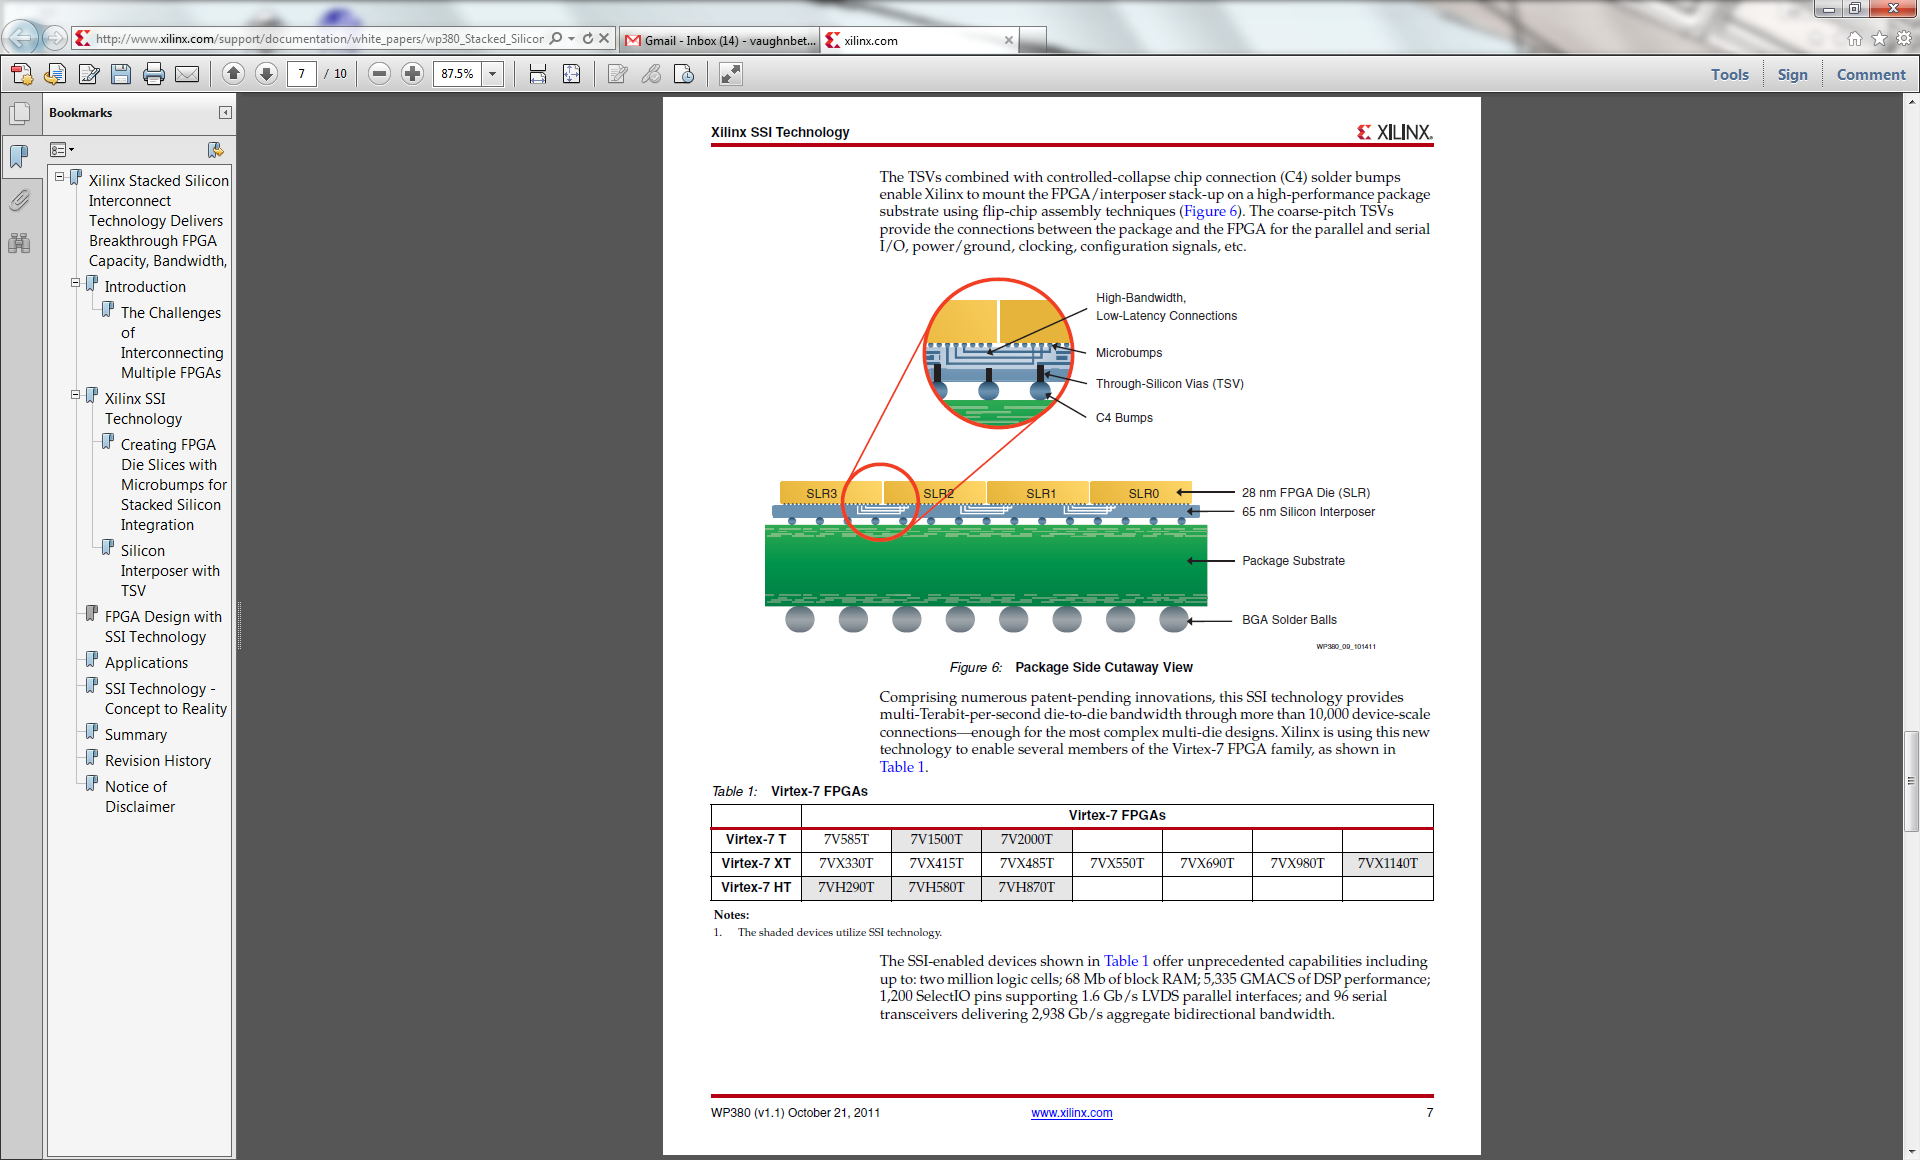 http://www.xilinx.com/support/documentation/white_papers/wp380_Stacked_Silicon
Gmail - Inbox (14) - vaughnbet...
xilinx.com
7 / 10
87.5%
Tools
Sign
Comment
Bookmarks
Xilinx Stacked Silicon
Interconnect
Technology Delivers
Breakthrough FPGA
Capacity, Bandwidth,
Introduction
The Challenges
of
Interconnecting
Multiple FPGAs
Xilinx SSI
Technology
Creating FPGA
Die Slices with
Microbumps for
Stacked Silicon
Integration
Silicon
Interposer with
TSV
FPGA Design with
SSI Technology
Applications
SSI Technology -
Concept to Reality
Summary
Revision History
Notice of
Disclaimer
Xilinx SSI Technology
XILINX.
The TSVs combined with controlled-collapse chip connection (C4) solder bumps
enable Xilinx to mount the FPGA/interposer stack-up on a high-performance package
substrate using flip-chip assembly techniques (Figure 6). The coarse-pitch TSVs
provide the connections between the package and the FPGA for the parallel and serial
I/O, power/ground, clocking, configuration signals, etc.
High-Bandwidth,
Low-Latency Connections
Microbumps
Through-Silicon Vias (TSV)
C4 Bumps
SLR3 SLR2 SLR1 SLR0
28 nm FPGA Die (SLR)
65 nm Silicon Interposer
Package Substrate
BGA Solder Balls
WP380_09_101411
Figure 6: Package Side Cutaway View
Comprising numerous patent-pending innovations, this SSI technology provides
multi-Terabit-per-second die-to-die bandwidth through more than 10,000 device-scale
connections—enough for the most complex multi-die designs. Xilinx is using this new
technology to enable several members of the Virtex-7 FPGA family, as shown in
Table 1.
Table 1: Virtex-7 FPGAs
Virtex-7 FPGAs
Virtex-7 T 7V585T 7V1500T 7V2000T
Virtex-7 XT 7VX330T 7VX415T 7VX485T 7VX550T 7VX690T 7VX980T 7VX1140T
Virtex-7 HT 7VH290T 7VH580T 7VH870T
Notes:
1. The shaded devices utilize SSI technology.
The SSI-enabled devices shown in Table 1 offer unprecedented capabilities including
up to: two million logic cells; 68 Mb of block RAM; 5,335 GMACS of DSP performance;
1,200 SelectIO pins supporting 1.6 Gb/s LVDS parallel interfaces; and 96 serial
transceivers delivering 2,938 Gb/s aggregate bidirectional bandwidth.
WP380 (v1.1) October 21, 2011
www.xilinx.com
7